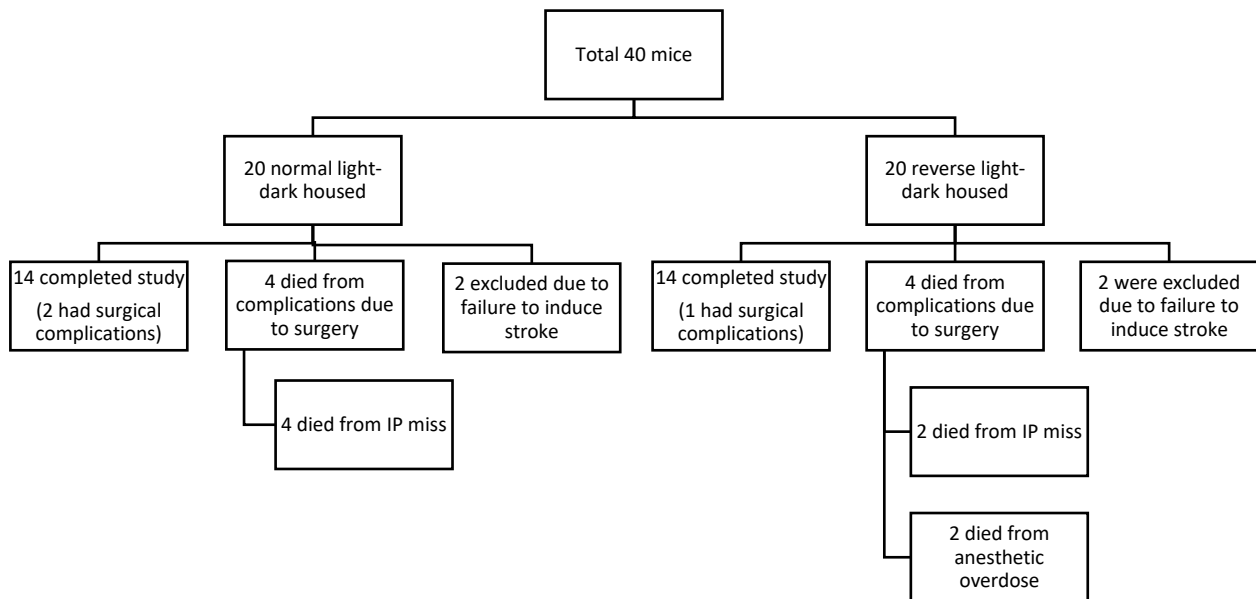 Total 40 mice
20 normal light-
dark housed
20 reverse light-
dark housed
14 completed study
(2 had surgical
complications)
4 died from
complications due
to surgery
2 excluded due to
failure to induce
stroke
14 completed study
(1 had surgical
complications)
4 died from
complications due
to surgery
2 were excluded
due to failure to
induce stroke
4 died from IP miss
2 died from IP miss
2 died from
anesthetic
overdose